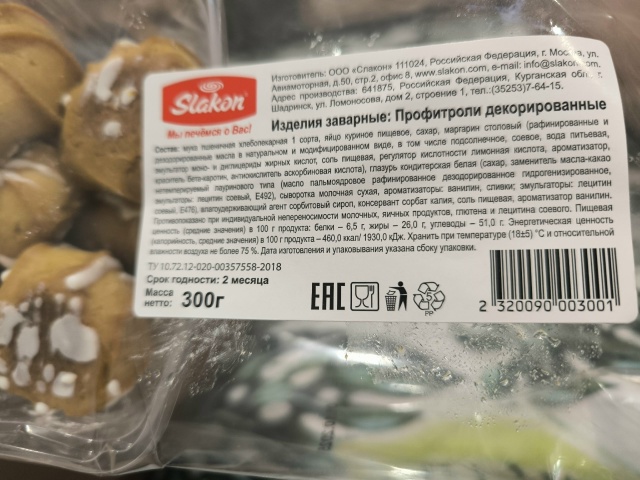 Slakon
Мы печёмся о Вас!
Изготовитель: ООО «Слакон» 111024, Российская Федерация, г. Москва, ул.
Авиамоторная, д.50, стр.2, офис 8, www.slakon.com, e-mail: info@slakon.com.
Адрес производства: 641875, Российская Федерация, Курганская обл., г.
Шадринск, ул. Ломоносова, дом 2, строение 1, тел.:(35253)7-64-15.
Изделия заварные: Профитроли декорированные
Состав: мука пшеничная хлебопекарная 1 сорта, яйцо куриное пищевое, сахар, маргарин столовый (рафинированные и
дезодорированные масла в натуральном и модифицированном виде, в том числе подсолнечное, соевое, вода питьевая,
эмульгатор моно- и диглицериды жирных кислот, соль пищевая, регулятор кислотности лимонная кислота, ароматизатор,
краситель бета-каротин, антиокислитель аскорбиновая кислота), глазурь кондитерская белая (сахар, заменитель масла-какао
нетемперируемый лауринового типа (масло пальмоядровое рафинированное дезодорированное гидрогенизированное,
эмульгаторы: лецитин соевый, Е492), сыворотка молочная сухая, ароматизаторы: ванилин, сливки; эмульгаторы: лецитин
соевый, Е476), влагоудерживающий агент сорбитовый сироп, консервант сорбат калия, соль пищевая, ароматизатор ванилин.
Противопоказано при индивидуальной непереносимости молочных, яичных продуктов, глютена и лецитина соевого. Пищевая
ценность (средние значения) в 100 г продукта: белки – 6,5 г, жиры – 26,0 г, углеводы – 51,0 г. Энергетическая ценность
(калорийность, средние значения) в 100 г продукта – 460,0 ккал/ 1930,0 кДж. Хранить при температуре (18±5) °С и относительной
влажности воздуха не более 75 %. Дата изготовления и упаковывания указана сбоку упаковки.
ТУ 10.72.12-020-00357558-2018
Срок годности: 2 месяца
Масса
нетто: 300г
EAC
5
PP
2 320090 003001